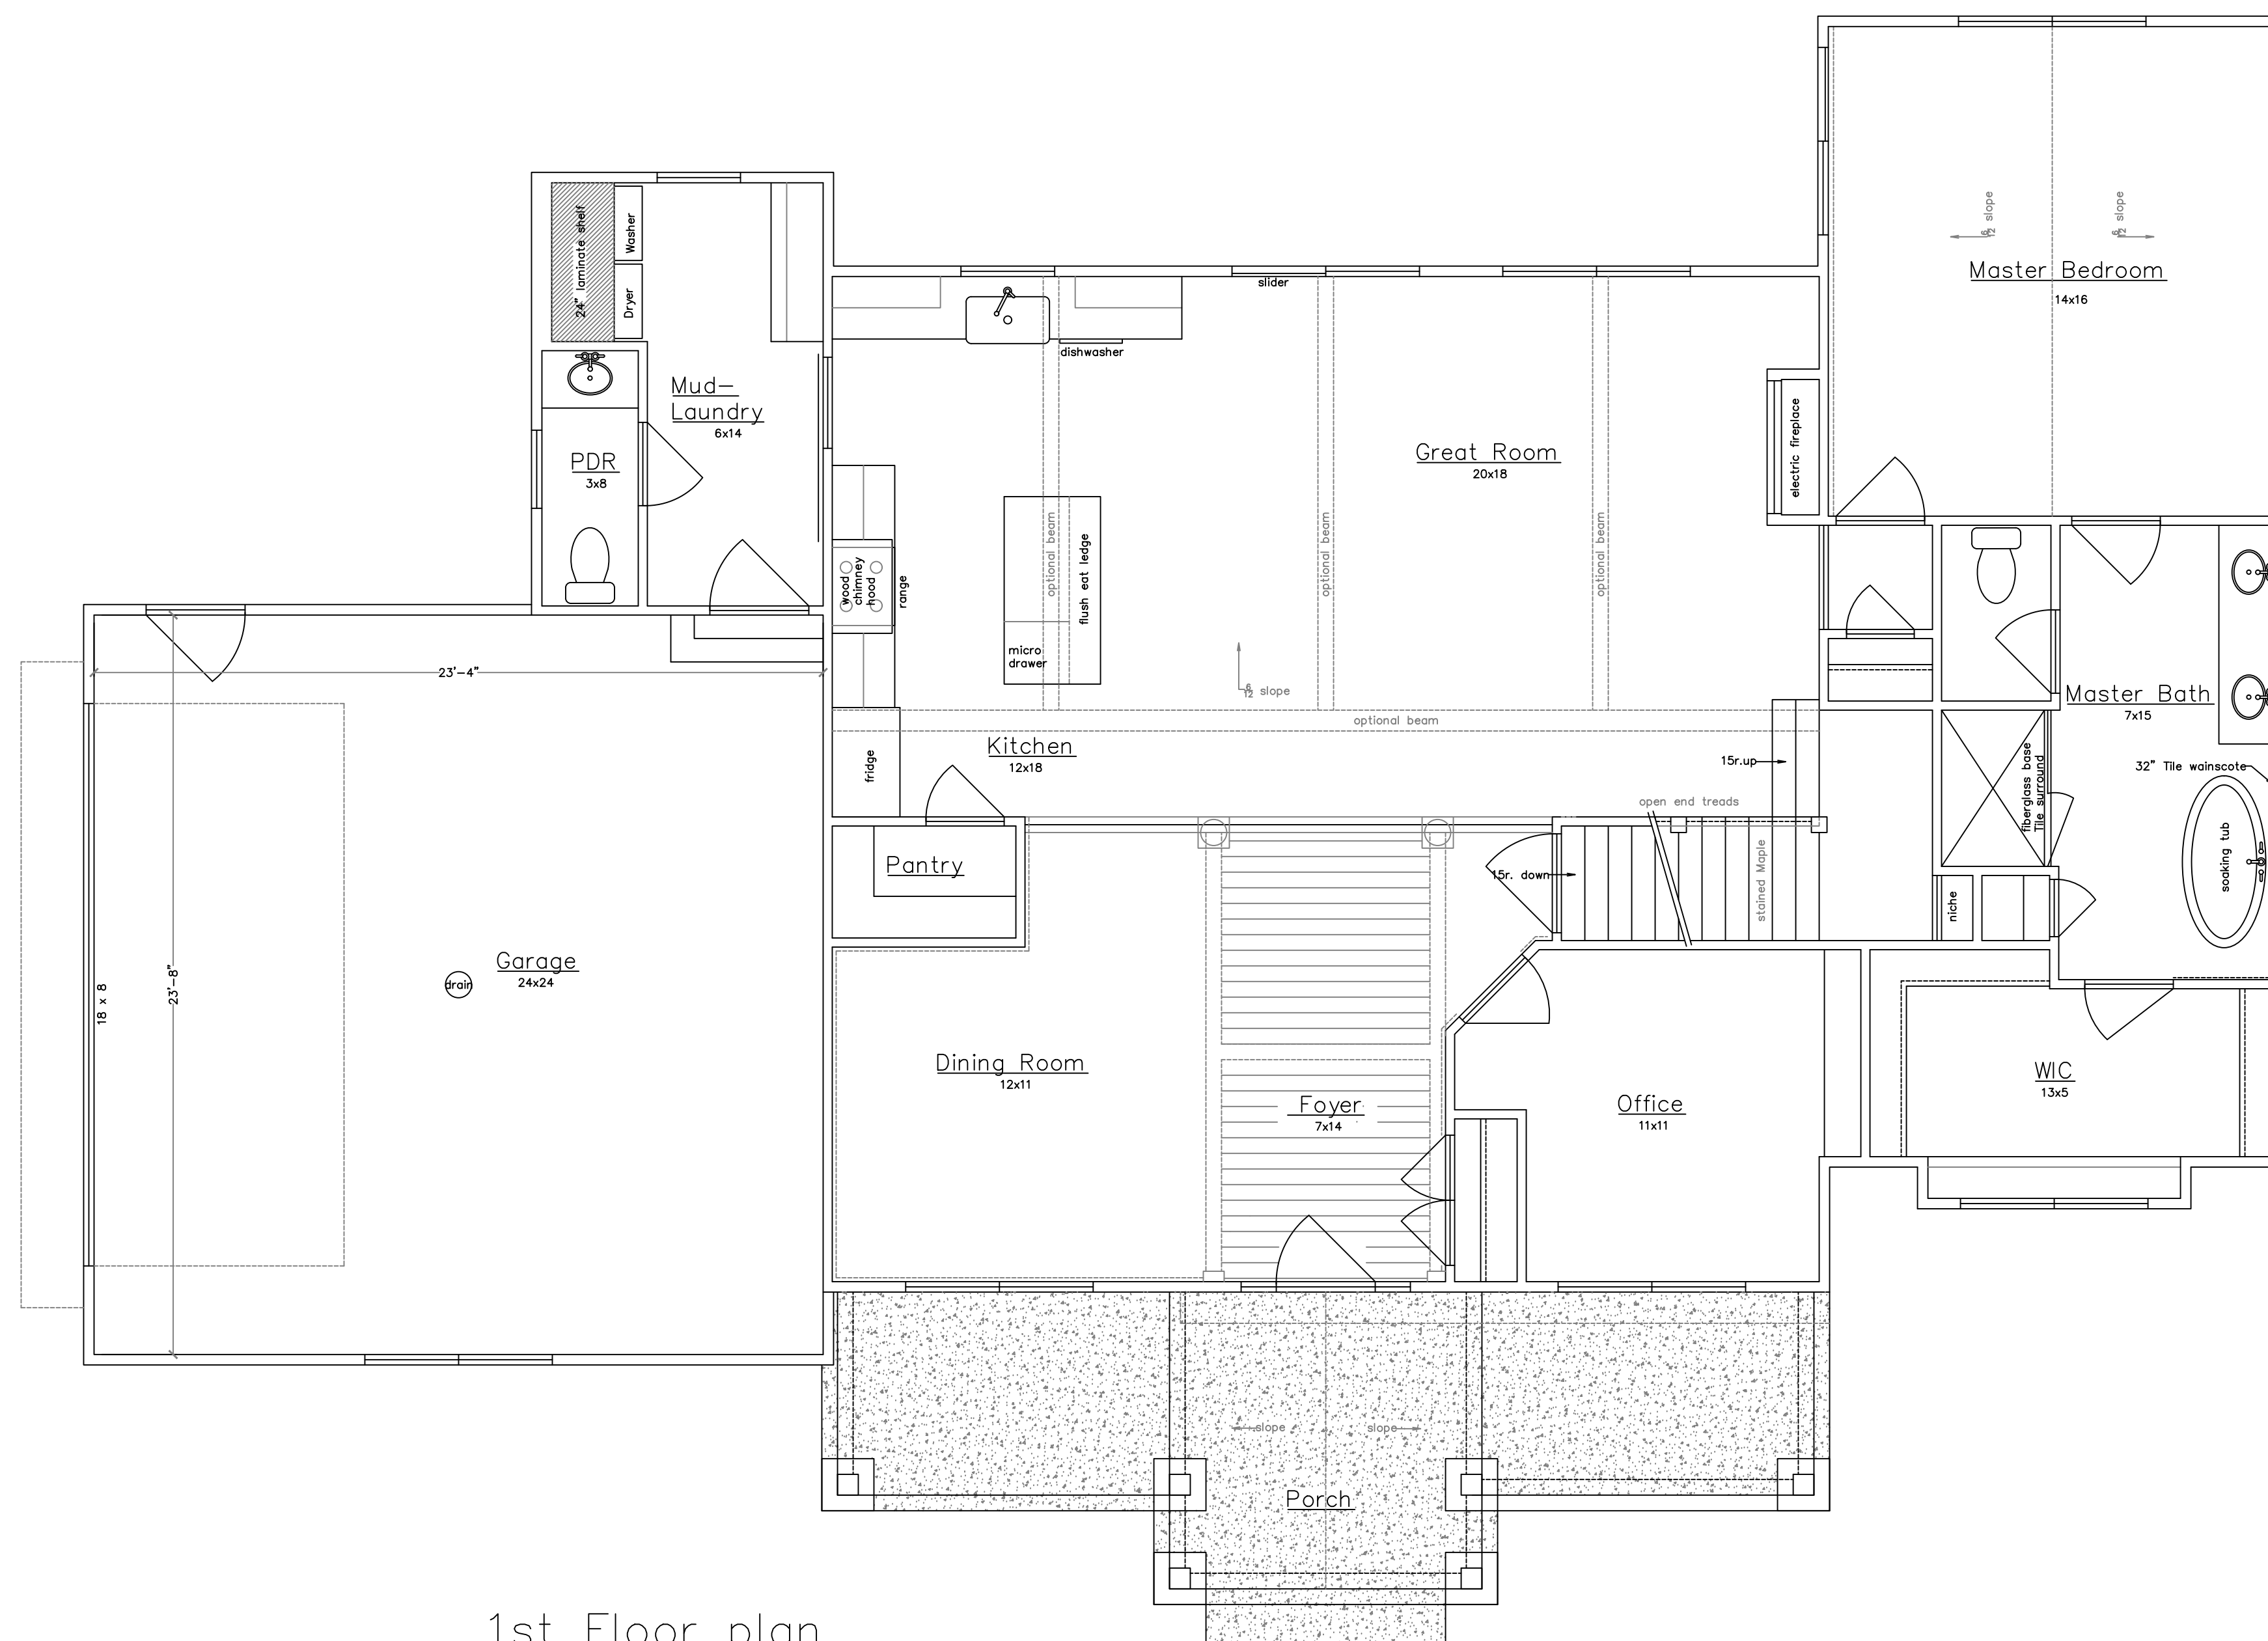 6
12 slope
6
12 slope
Master Bedroom
14x16
24" laminate shelf
Washer
Dryer
slider
dishwasher
Mud-
Laundry
6x14
PDR
3x8
electric fireplace
Great Room
20x18
optional beam
optional beam
optional beam
flush eat ledge
wood
chimney
hood
range
micro
drawer
23'-4"
6
12 slope
optional beam
Master Bath
7x15
Kitchen
12x18
fridge
15r.up
32" Tile wainscote
fiberglass base
Tile surround
open end treads
Pantry
15r. down
stained Maple
soaking tub
niche
Garage
24x24
drain
18 x 8
23'-8"
Dining Room
12x11
Foyer
7x14
Office
11x11
WIC
13x5
slope
slope
Porch
1st Floor plan